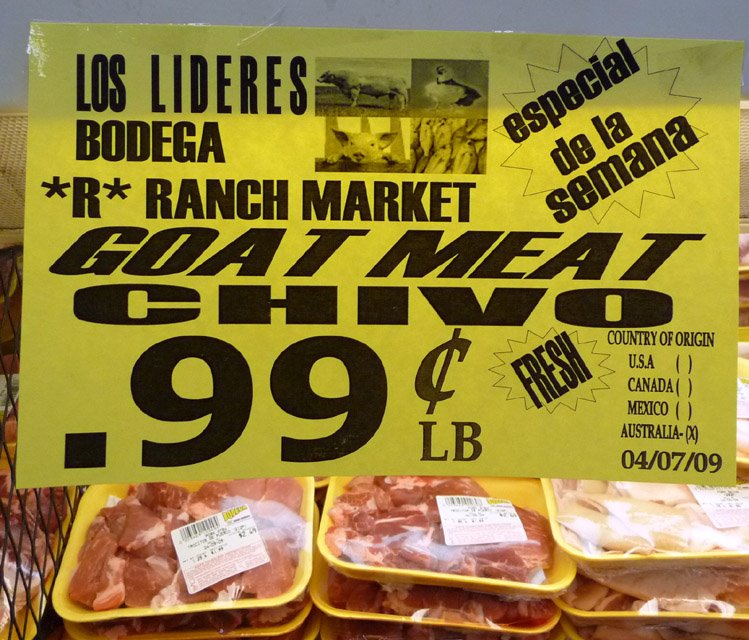 LOS LIDERES
BODEGA
*R* RANCH MARKET
especial
de la
semana
GOAT MEAT
CHIVO
.99 ¢
LB
FRESH
COUNTRY OF ORIGIN
U.S.A ( )
CANADA ( )
MEXICO ( )
AUSTRALIA- (X)
04/07/09